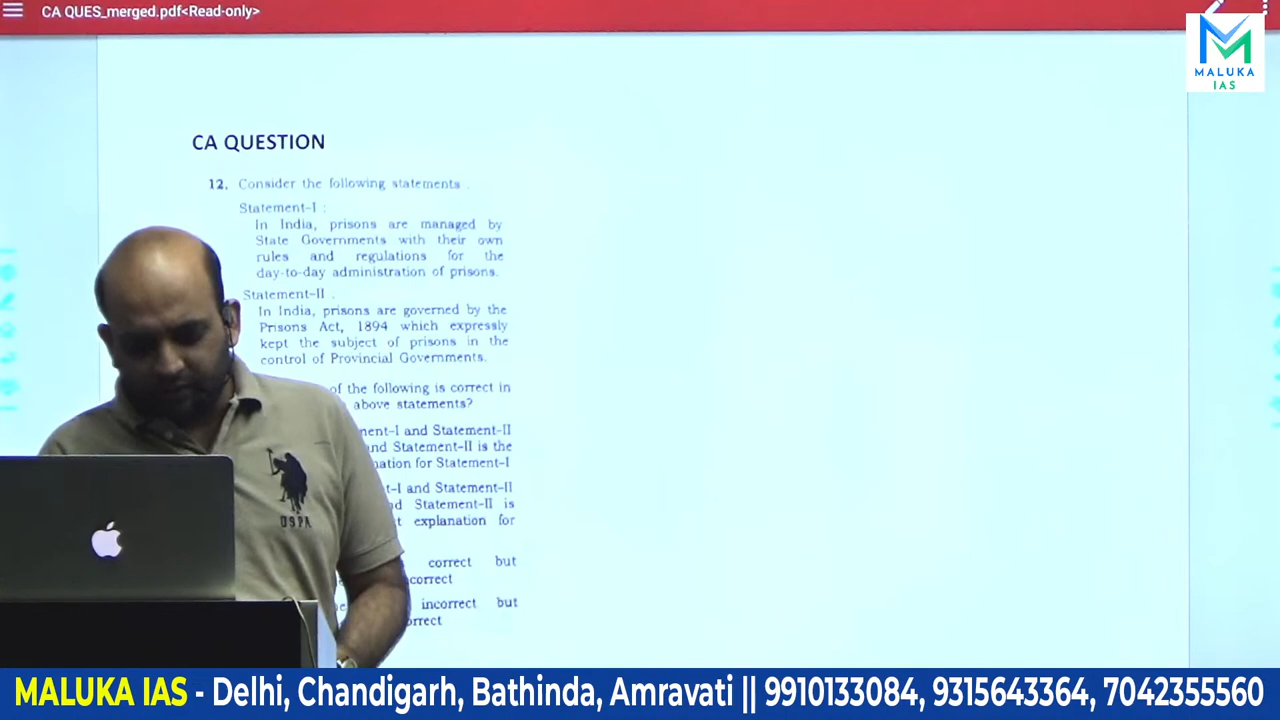 CA QUES_merged.pdf<Read-only>
MALUKA
IAS
CA QUESTION
12. Consider the following statements :
Statement-I :
In India, prisons are managed by
State Governments with their own
rules and regulations for the
day-to-day administration of prisons.
Statement-II :
In India, prisons are governed by the
Prisons Act, 1894 which expressly
kept the subject of prisons in the
control of Provincial Governments.
of the following is correct in
above statements?
ment-I and Statement-II
and Statement-II is the
nation for Statement-I
t-I and Statement-II
nd Statement-II is
t explanation for
correct but
correct
incorrect but
orrect
USPA
MALUKA IAS - Delhi, Chandigarh, Bathinda, Amravati || 9910133084, 9315643364, 7042355560